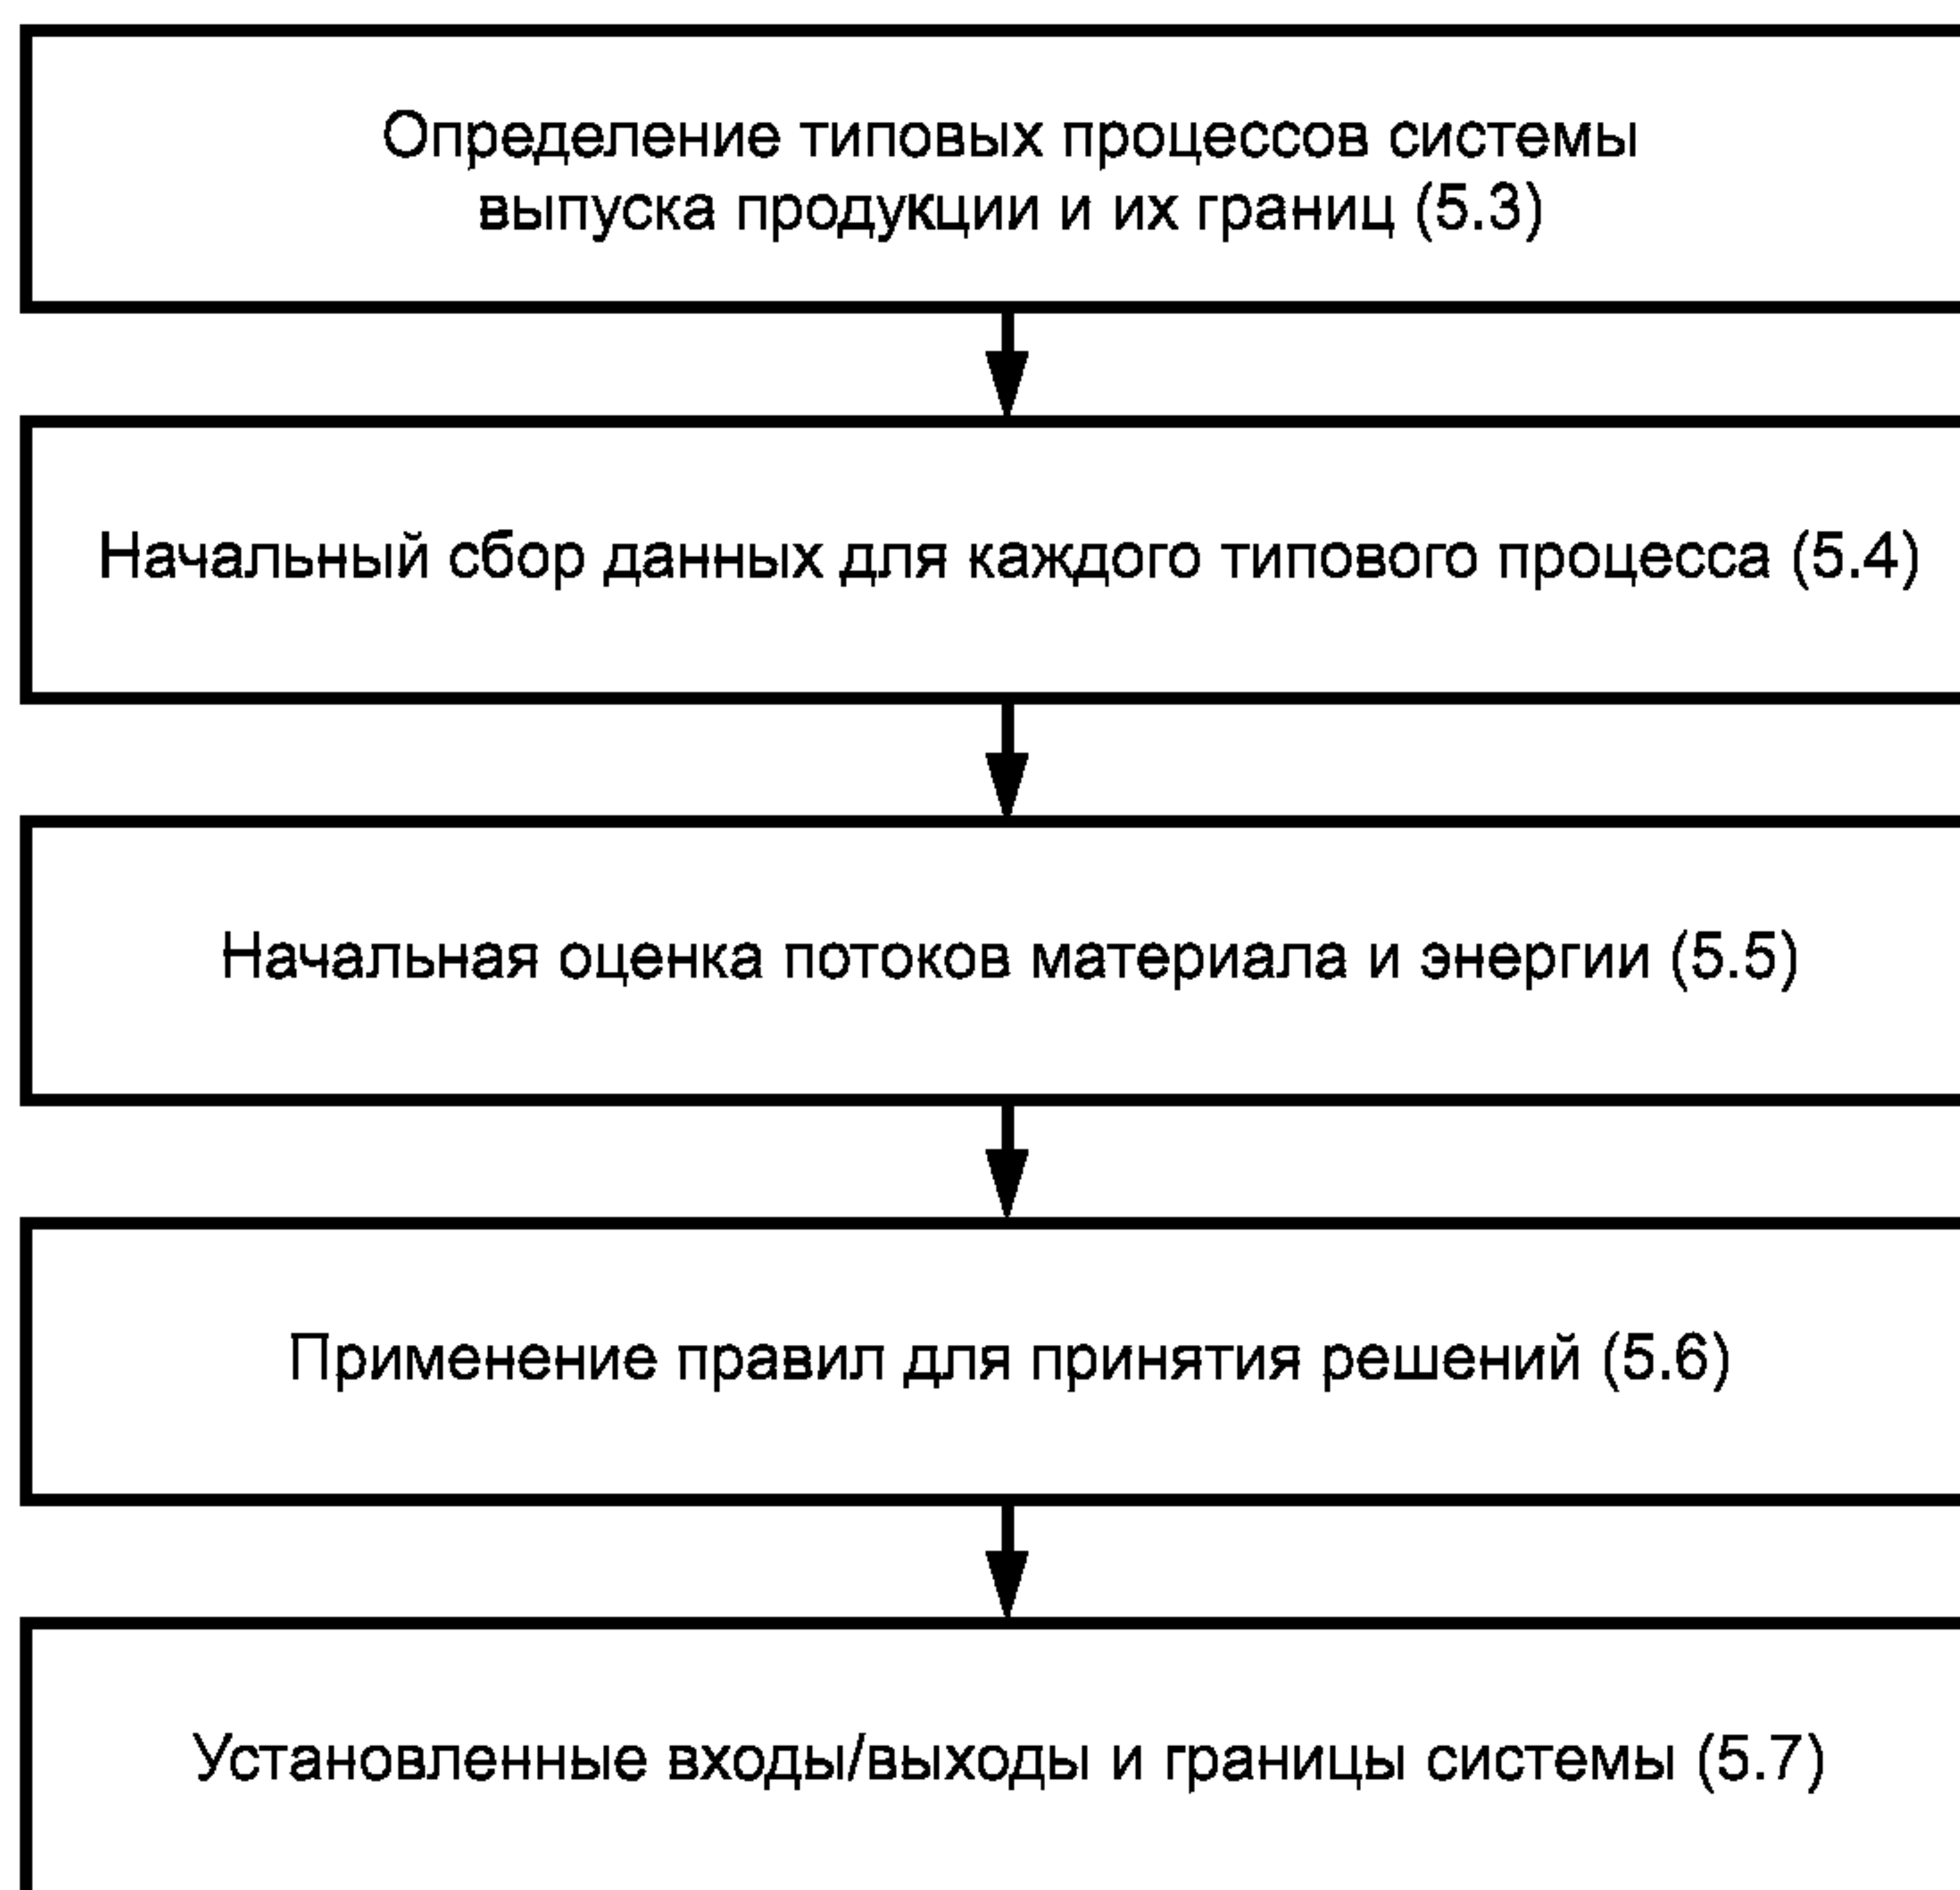 Определение типовых процессов системы
выпуска продукции и их границ (5.3)
Начальный сбор данных для каждого типового процесса (5.4)
Начальная оценка потоков материала и энергии (5.5)
Применение правил для принятия решений (5.6)
Установленные входы/выходы и границы системы (5.7)